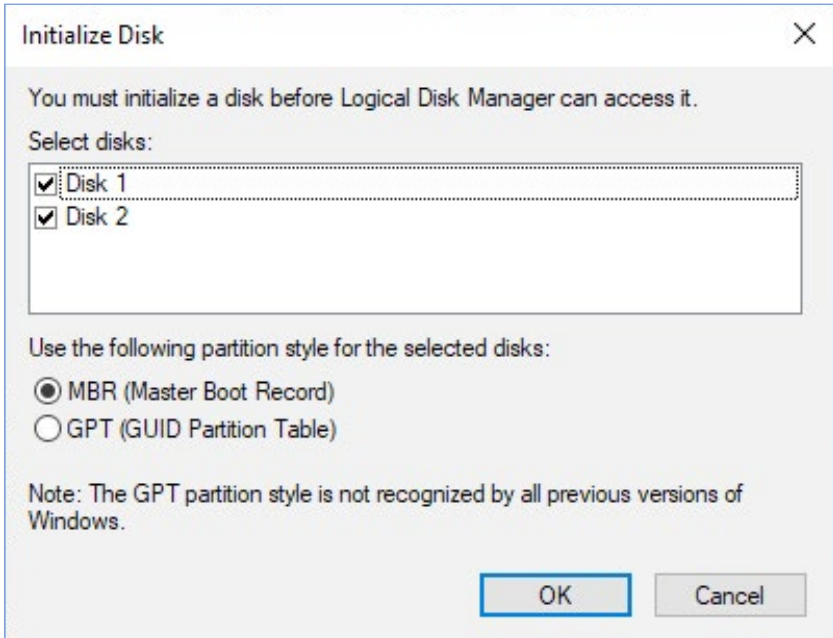 Initialize Disk
You must initialize a disk before Logical Disk Manager can access it.
Select disks:
Disk 1
Disk 2
Use the following partition style for the selected disks:
MBR (Master Boot Record)
GPT (GUID Partition Table)
Note: The GPT partition style is not recognized by all previous versions of
Windows.
OK Cancel